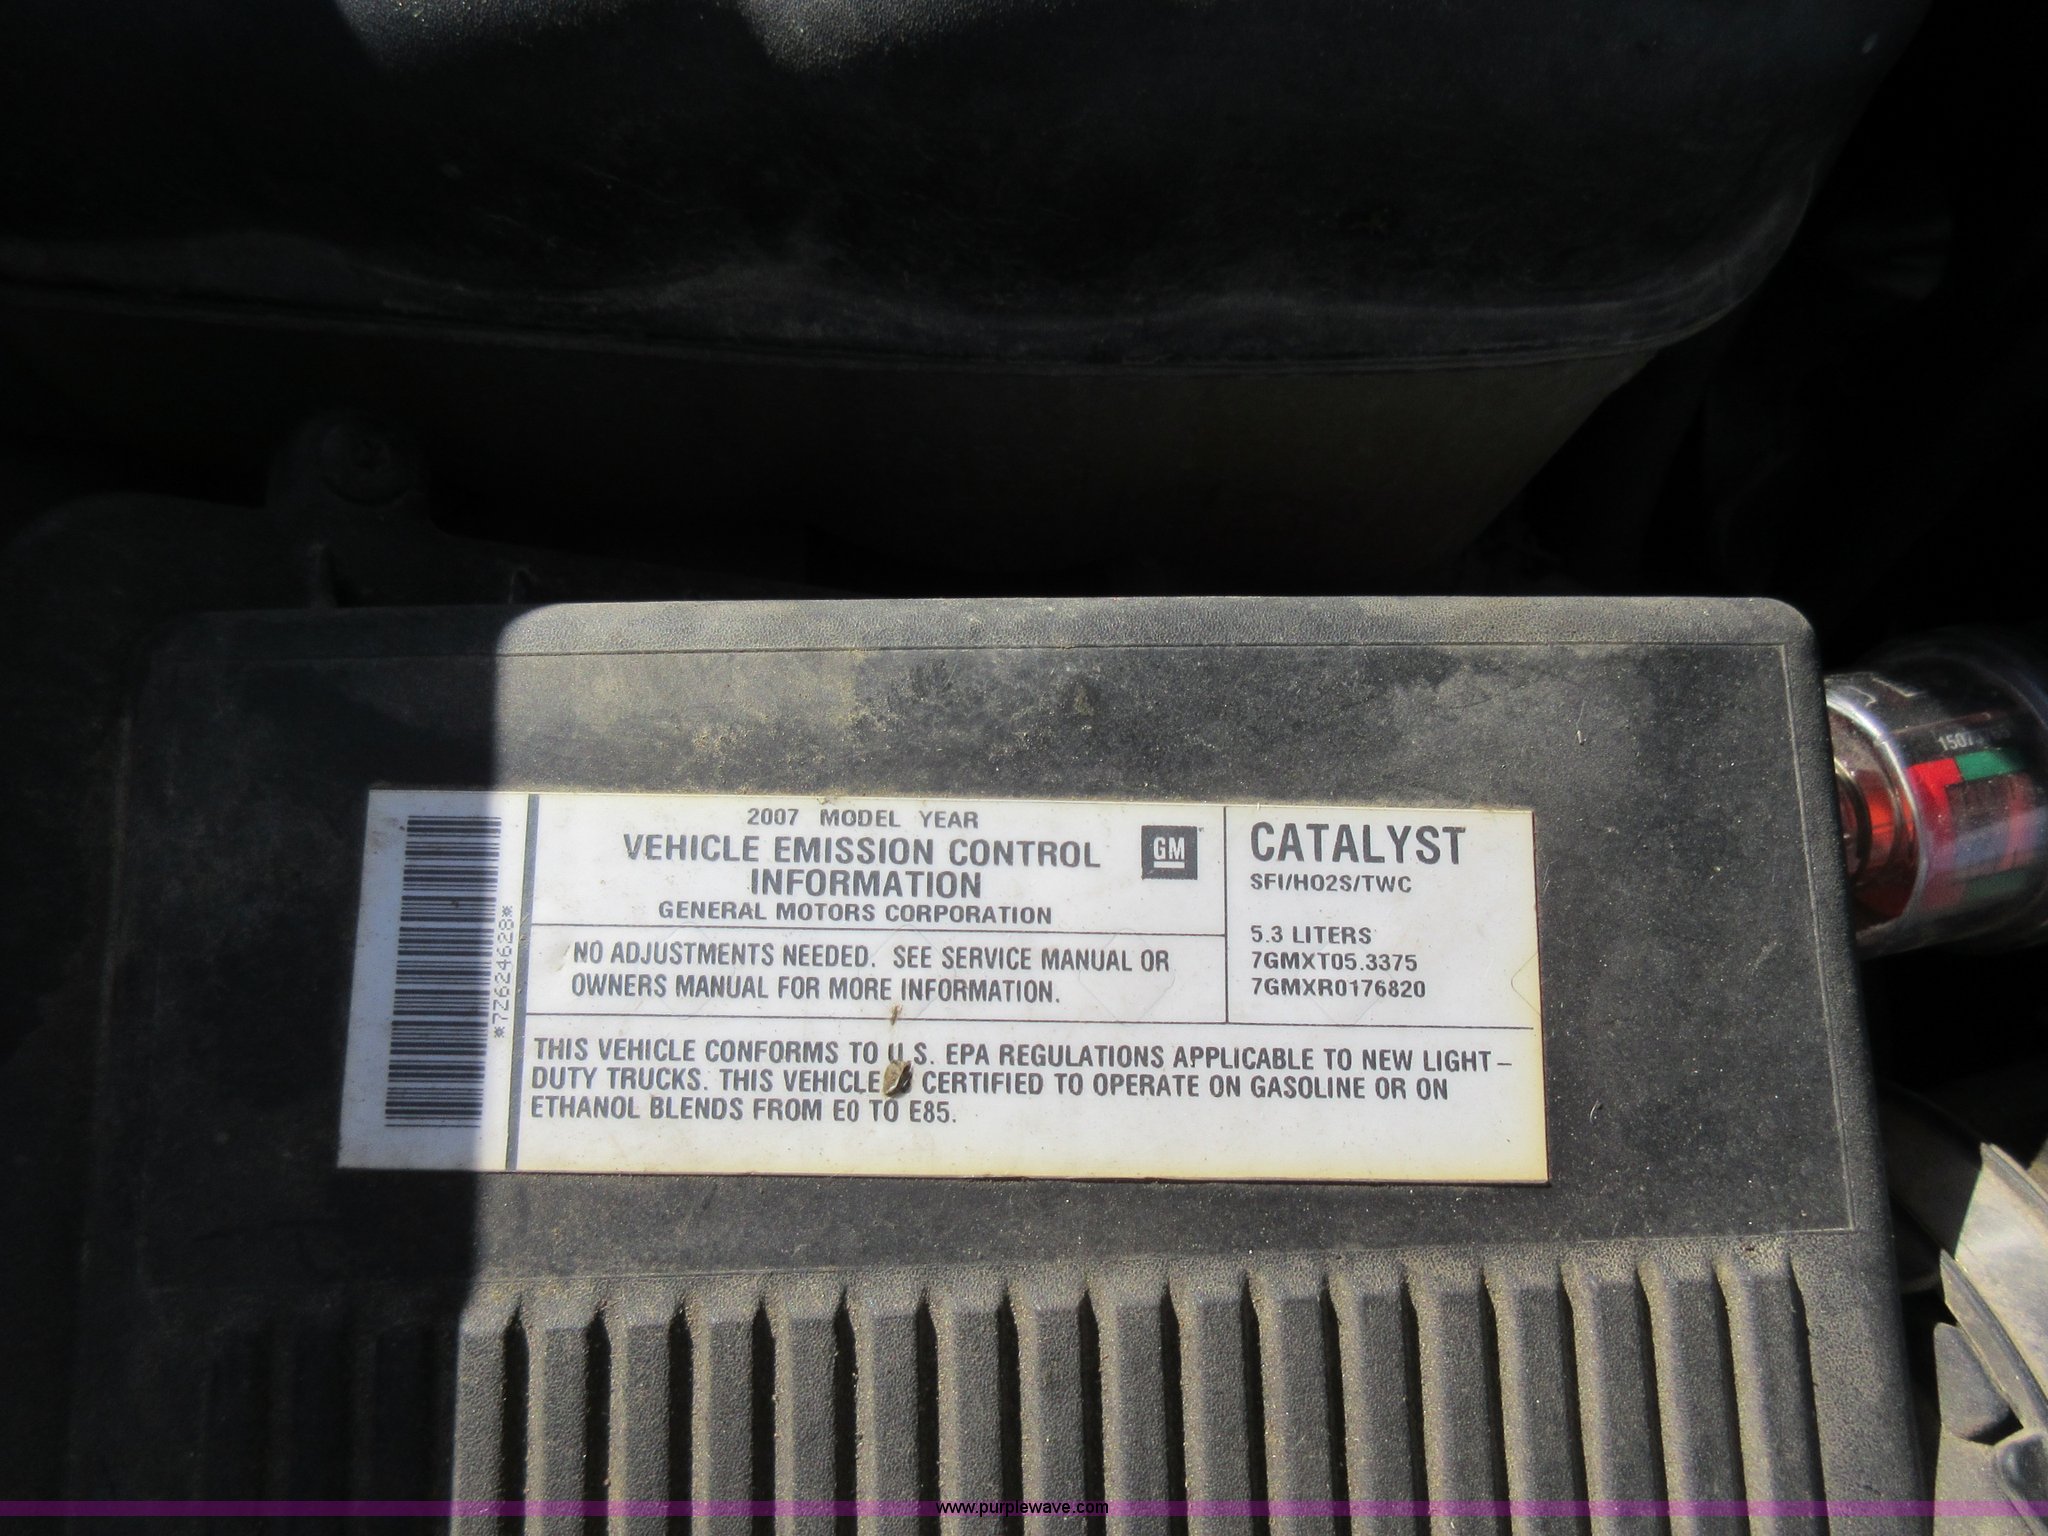 2007 MODEL YEAR
VEHICLE EMISSION CONTROL
INFORMATION
GENERAL MOTORS CORPORATION
GM
NO ADJUSTMENTS NEEDED. SEE SERVICE MANUAL OR
OWNERS MANUAL FOR MORE INFORMATION.
CATALYST
SFI/HO2S/TWC
5.3 LITERS
7GMXT05.3375
7GMXR0176820
THIS VEHICLE CONFORMS TO U.S. EPA REGULATIONS APPLICABLE TO NEW LIGHT-
DUTY TRUCKS. THIS VEHICLE CERTIFIED TO OPERATE ON GASOLINE OR ON
ETHANOL BLENDS FROM E0 TO E85.
*7Z624628*
www.purplewave.com